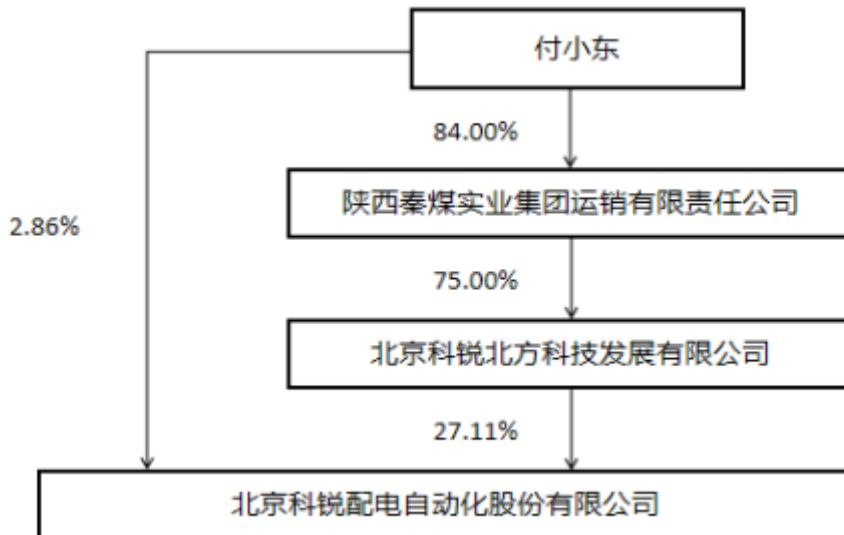 付小东
84.00%
陕西秦煤实业集团运销有限责任公司
2.86%
75.00%
北京科锐北方科技发展有限公司
27.11%
北京科锐配电自动化股份有限公司